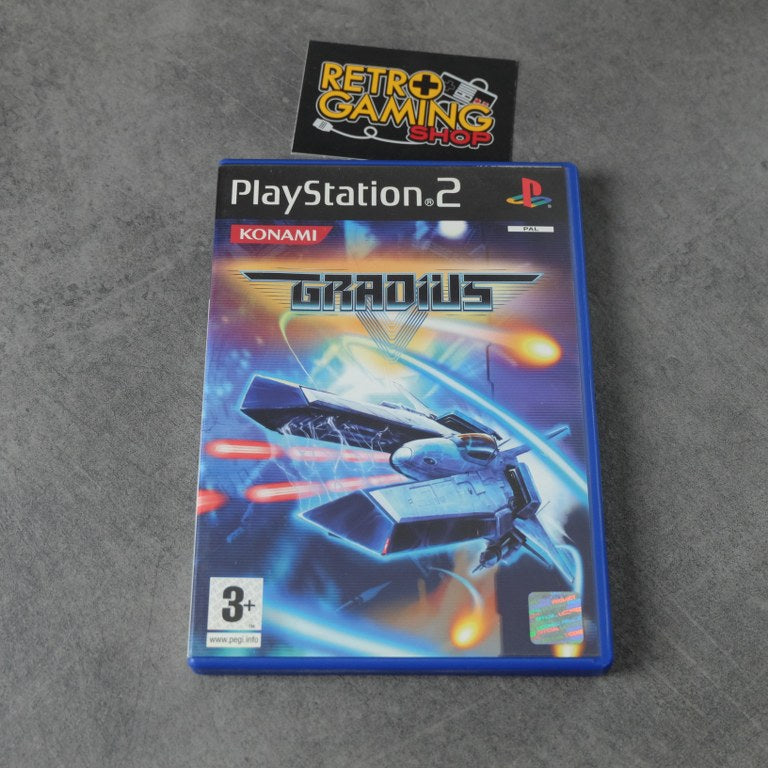 RETRO
GAMING
SHOP
PlayStation®2
PAL
KONAMI
GRADIUS
V
3+
www.pegi.info